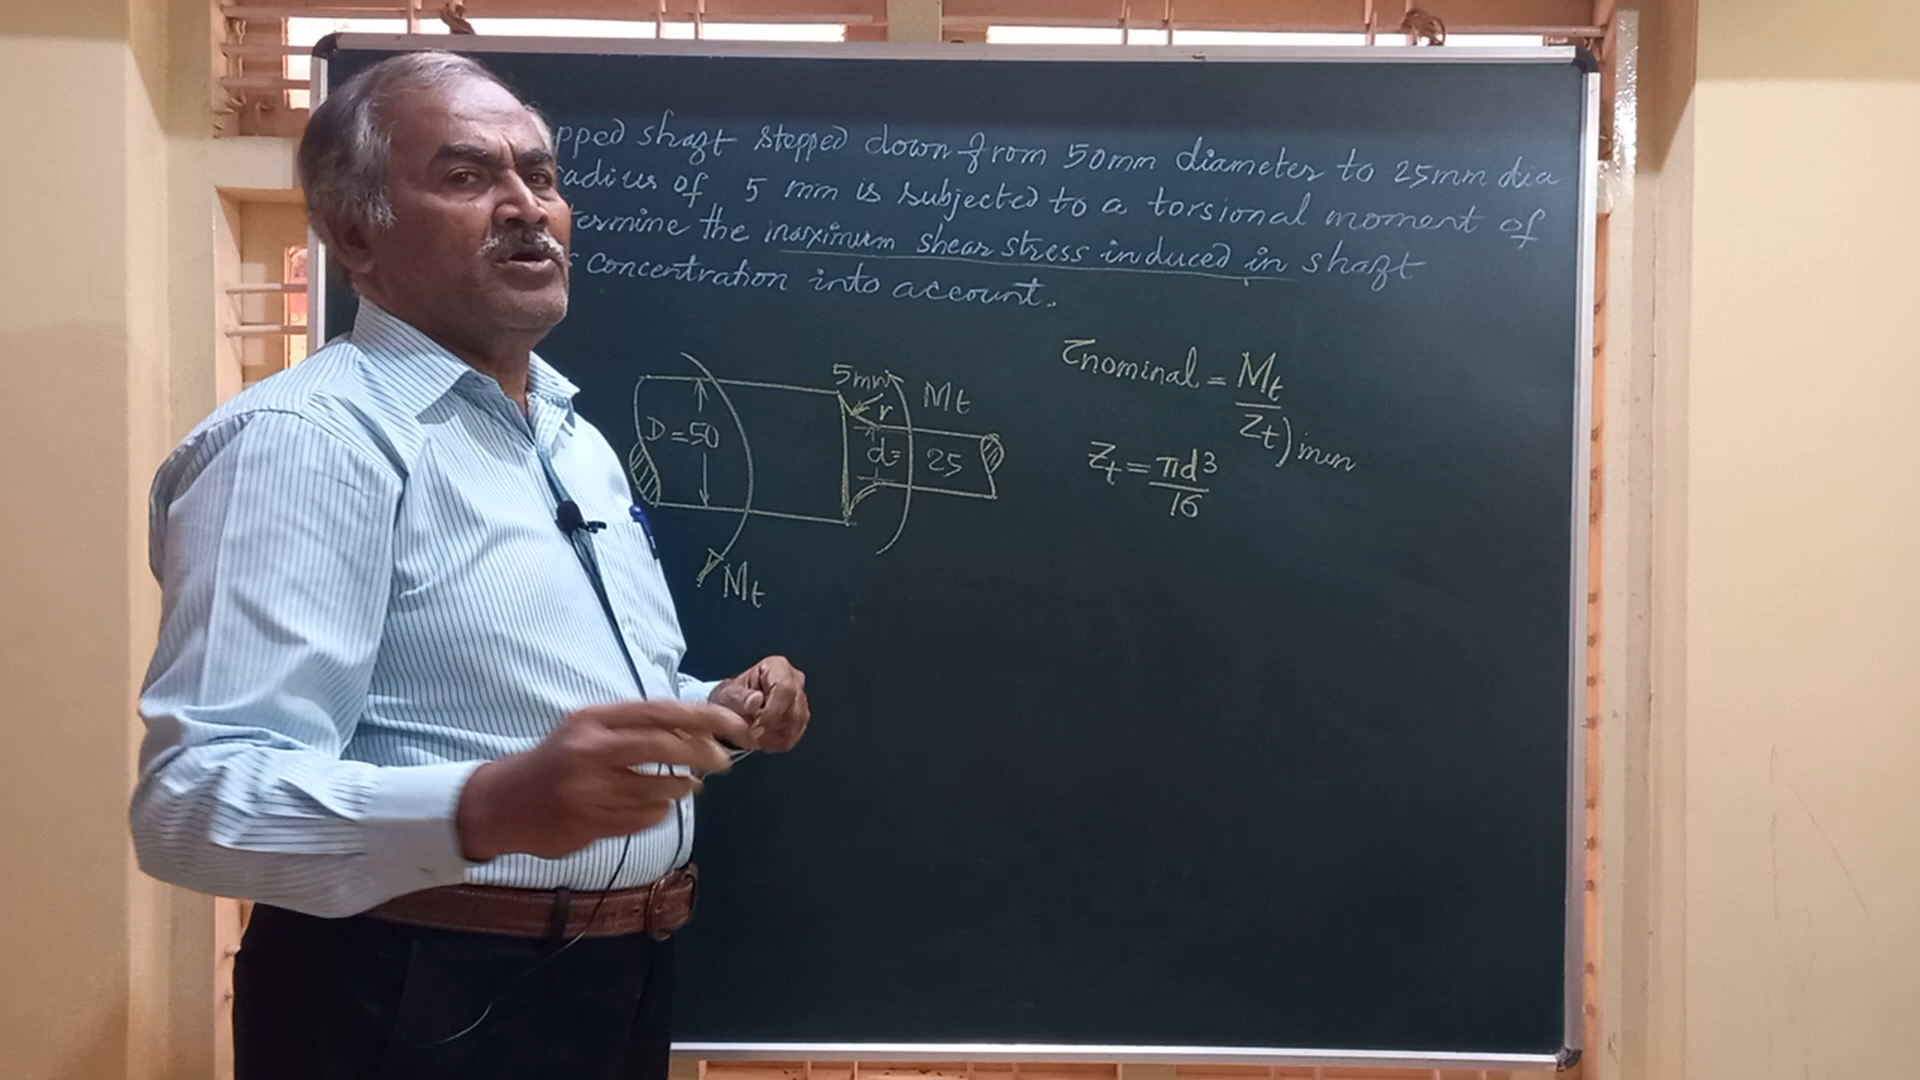 pped shaft stepped down from 50mm diameter to 25mm dia
adius of 5 mm is subjected to a torsional moment of
termine the maximum shear stress induced in shaft
concentration into account.
τnominal = Mt / Zt)min
Zt = πd³ / 16
5mm
r
Mt
D = 50
d = 25
Mt